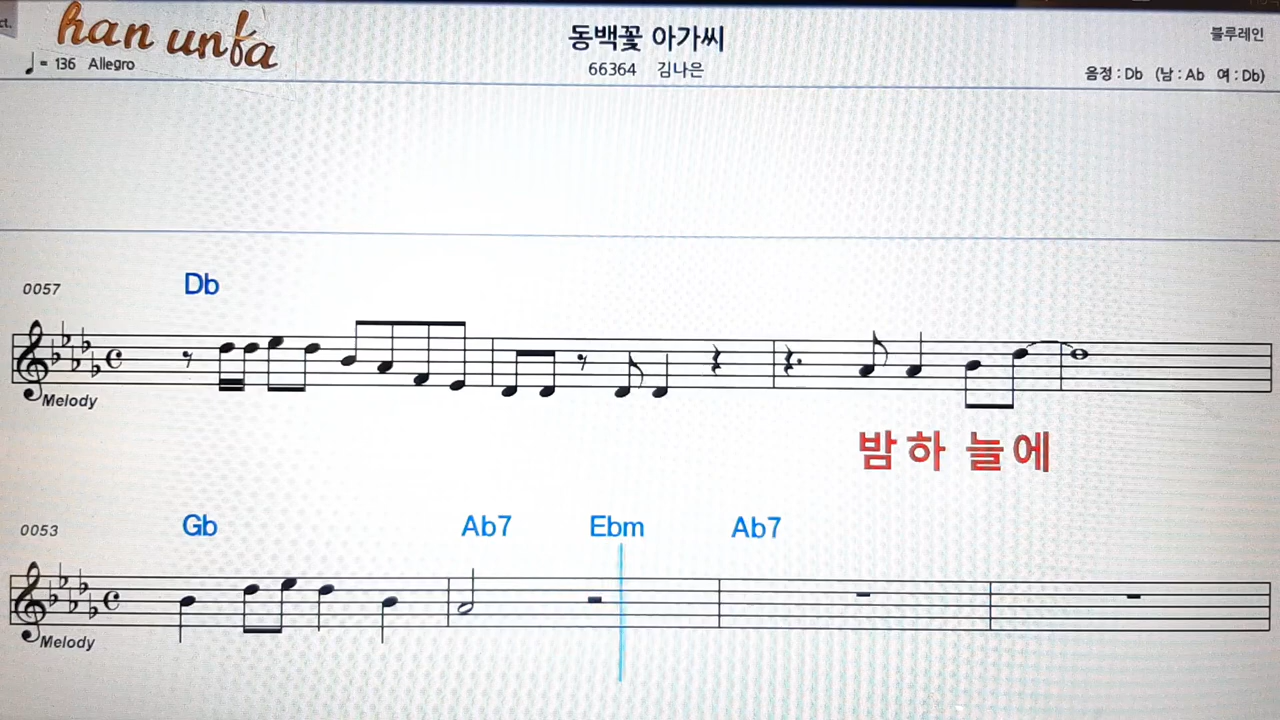 ct.
han unfa
동백꽃 아가씨
블루레인
♩= 136 Allegro
66364 김나은
음정 : Db (남 : Ab 여 : Db)
0057
Db
Melody
밤하 늘에
0053
Gb Ab7 Ebm Ab7
Melody